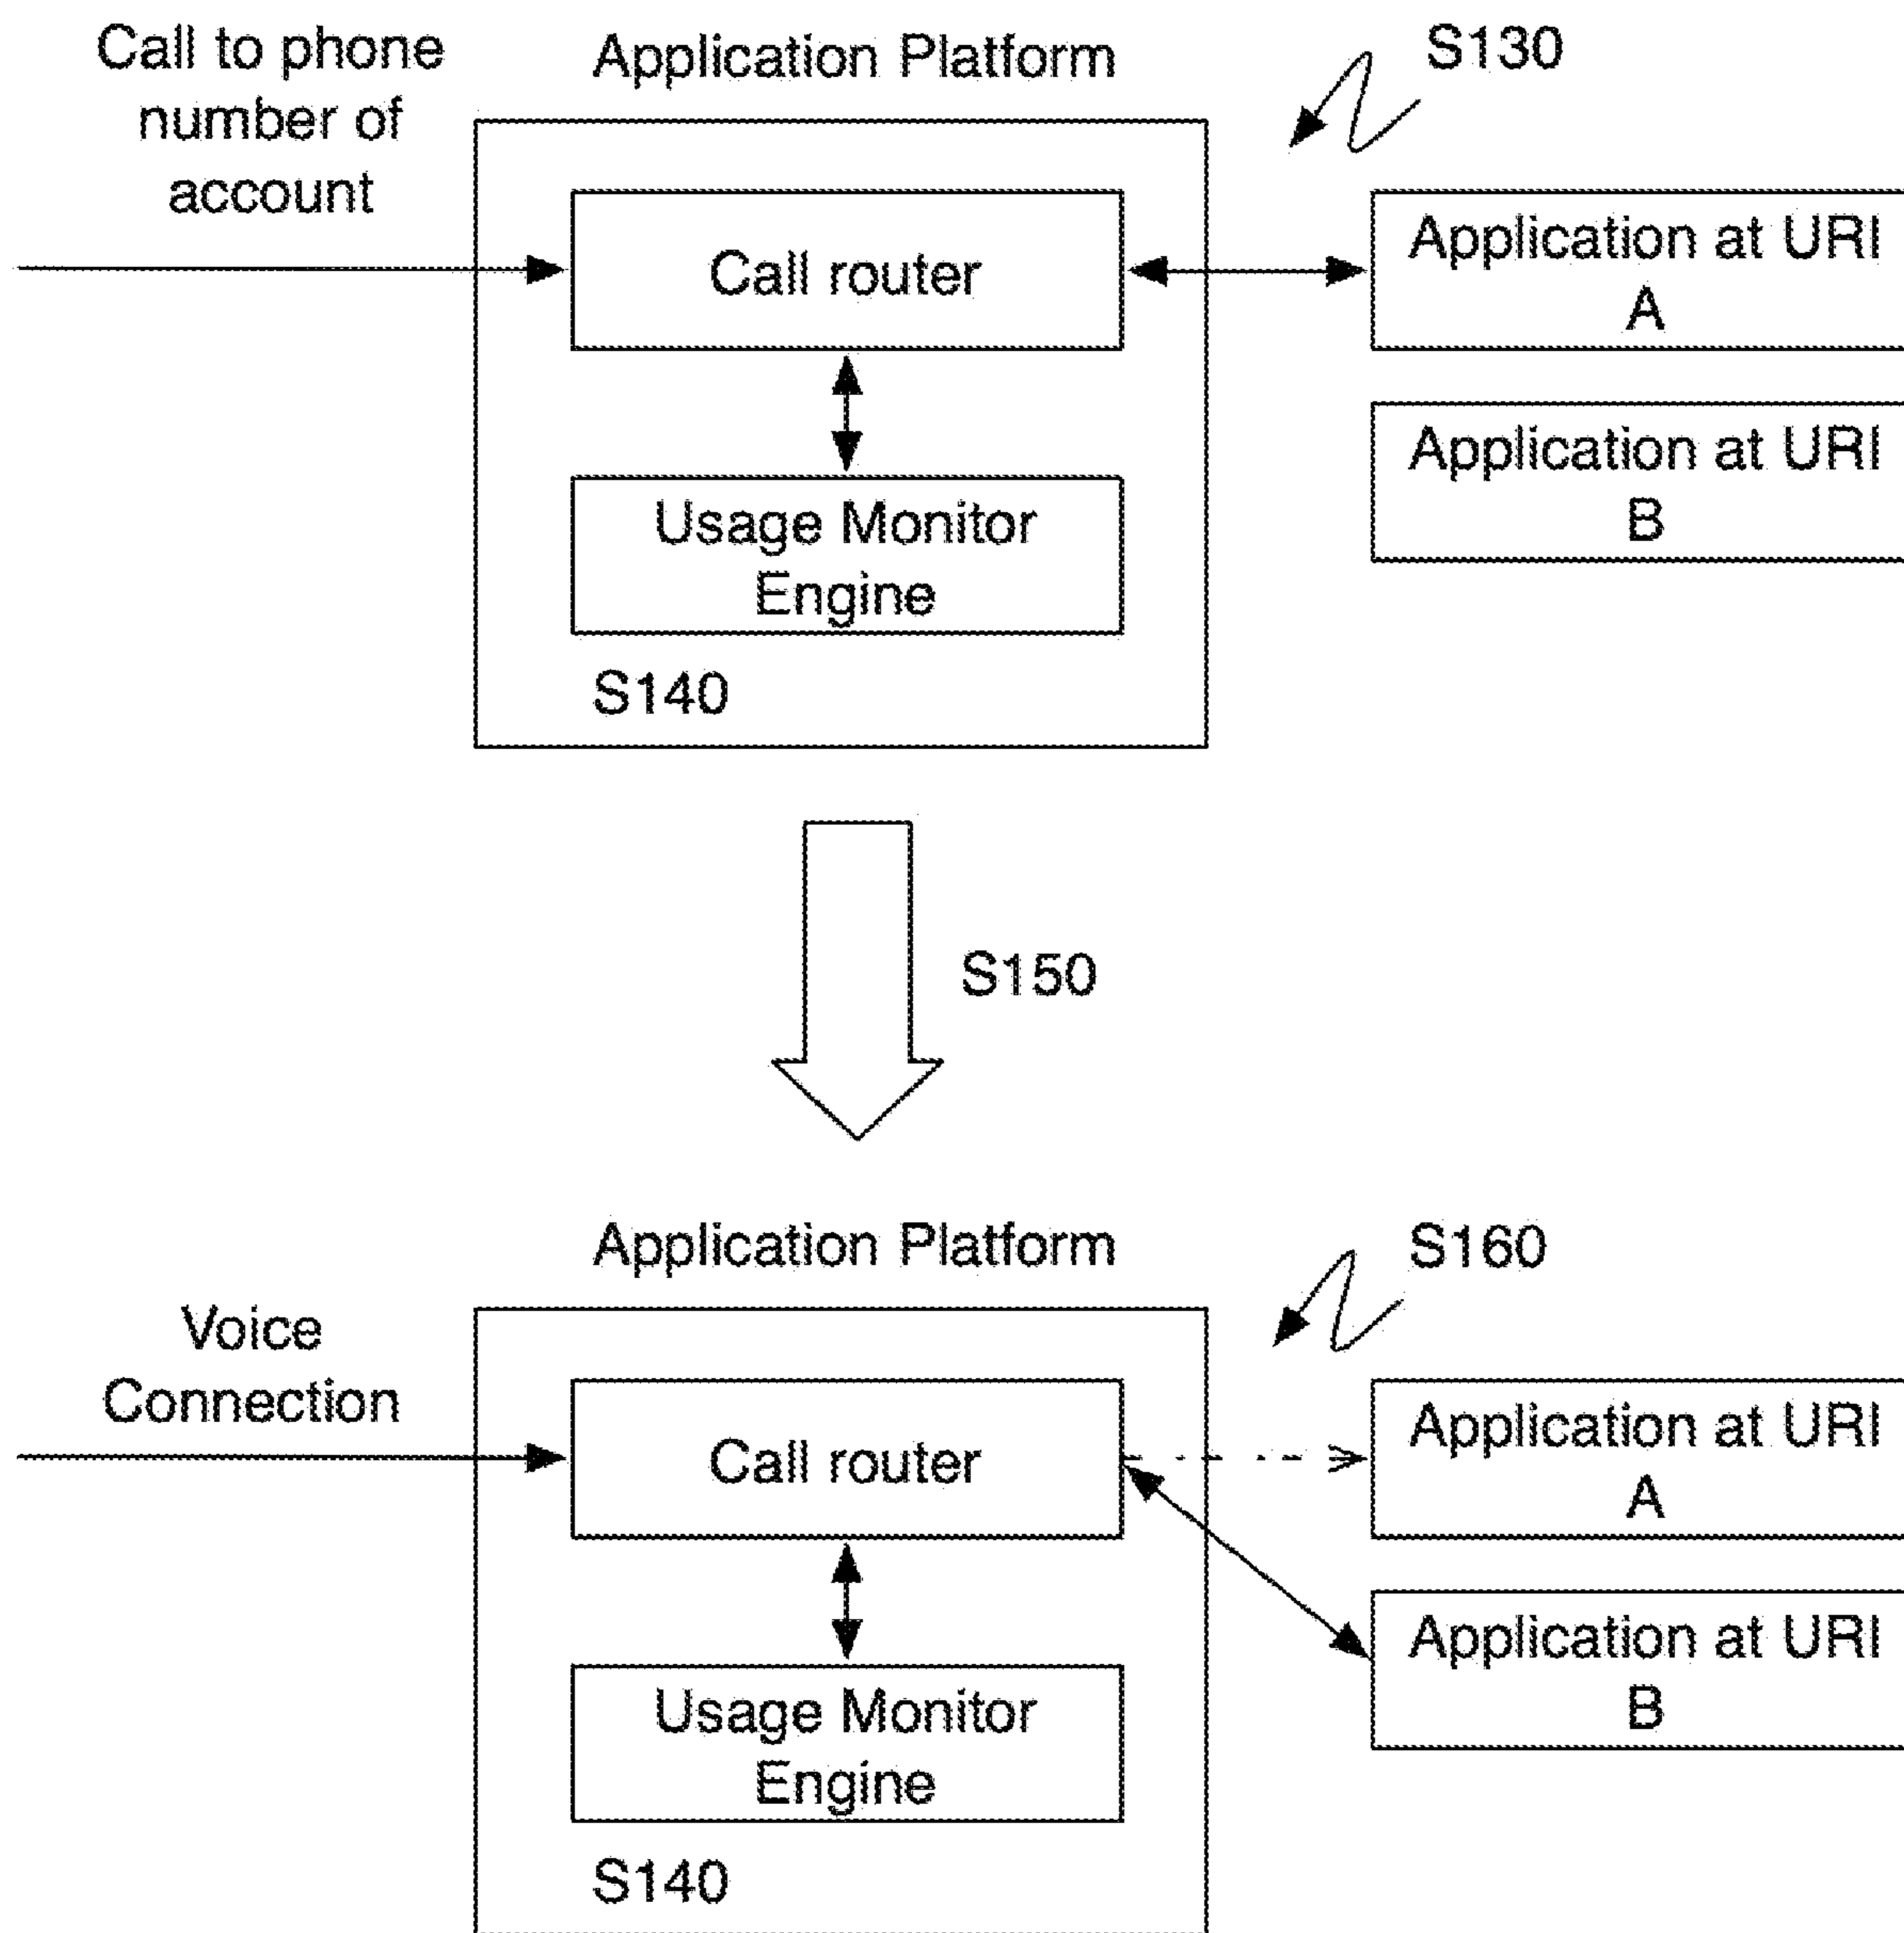 Call to phone
number of
account
Application Platform
S130
Call router
Application at URI
A
Application at URI
B
Usage Monitor
Engine
S140
S150
Application Platform
S160
Voice
Connection
Call router
Application at URI
A
Application at URI
B
Usage Monitor
Engine
S140